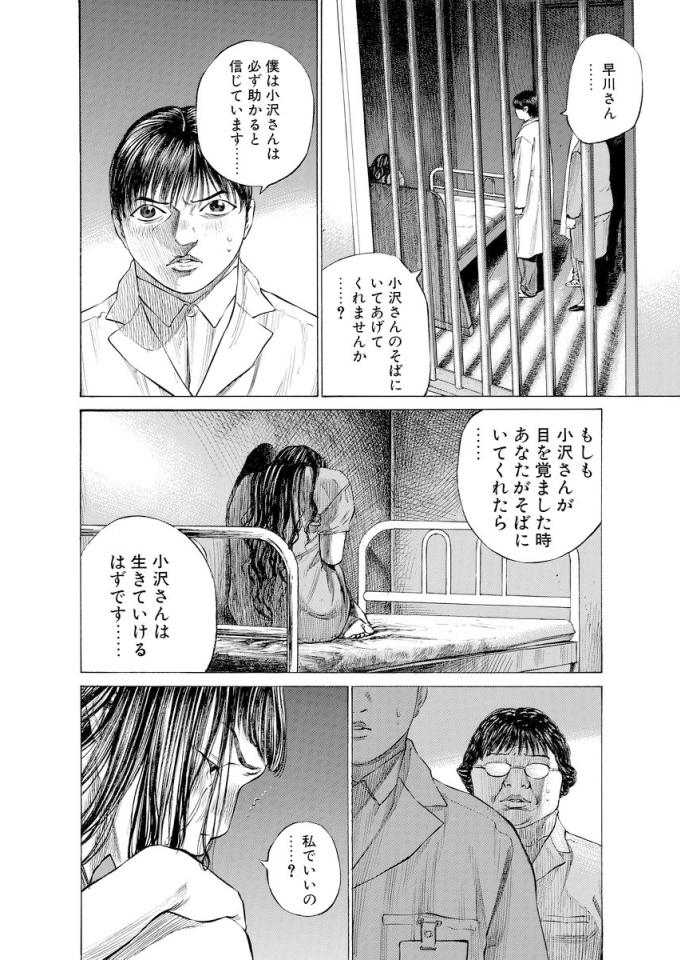 早川さん
……
小沢さんのそばに
いてあげて
くれませんか
……?
僕は小沢さんは
必ず助かると
信じています……
もしも
小沢さんが
目を覚ました時
あなたがそばに
いてくれたら
……
小沢さんは
生きていける
はずです……
私でいいの
……?